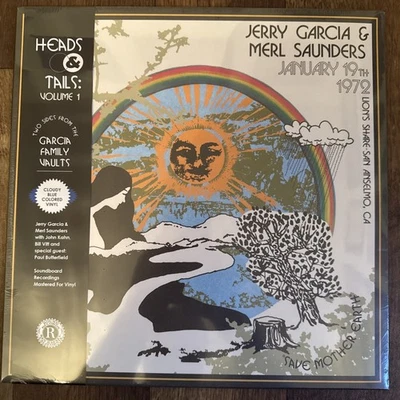 HEADS
&
TAILS:
VOLUME 1
TWO SIDES FROM THE
GARCIA
FAMILY
VAULTS
CLOUDY
BLUE
COLORED
VINYL
Jerry Garcia &
Merl Saunders
with John Kahn,
Bill Vitt and
special guest
Paul Butterfield
Soundboard
Recordings
Mastered For Vinyl
R
JERRY GARCIA &
MERL SAUNDERS
JANUARY 19TH
1972
LION'S SHARE SAN ANSELMO, CA
SAVE MOTHER EARTH